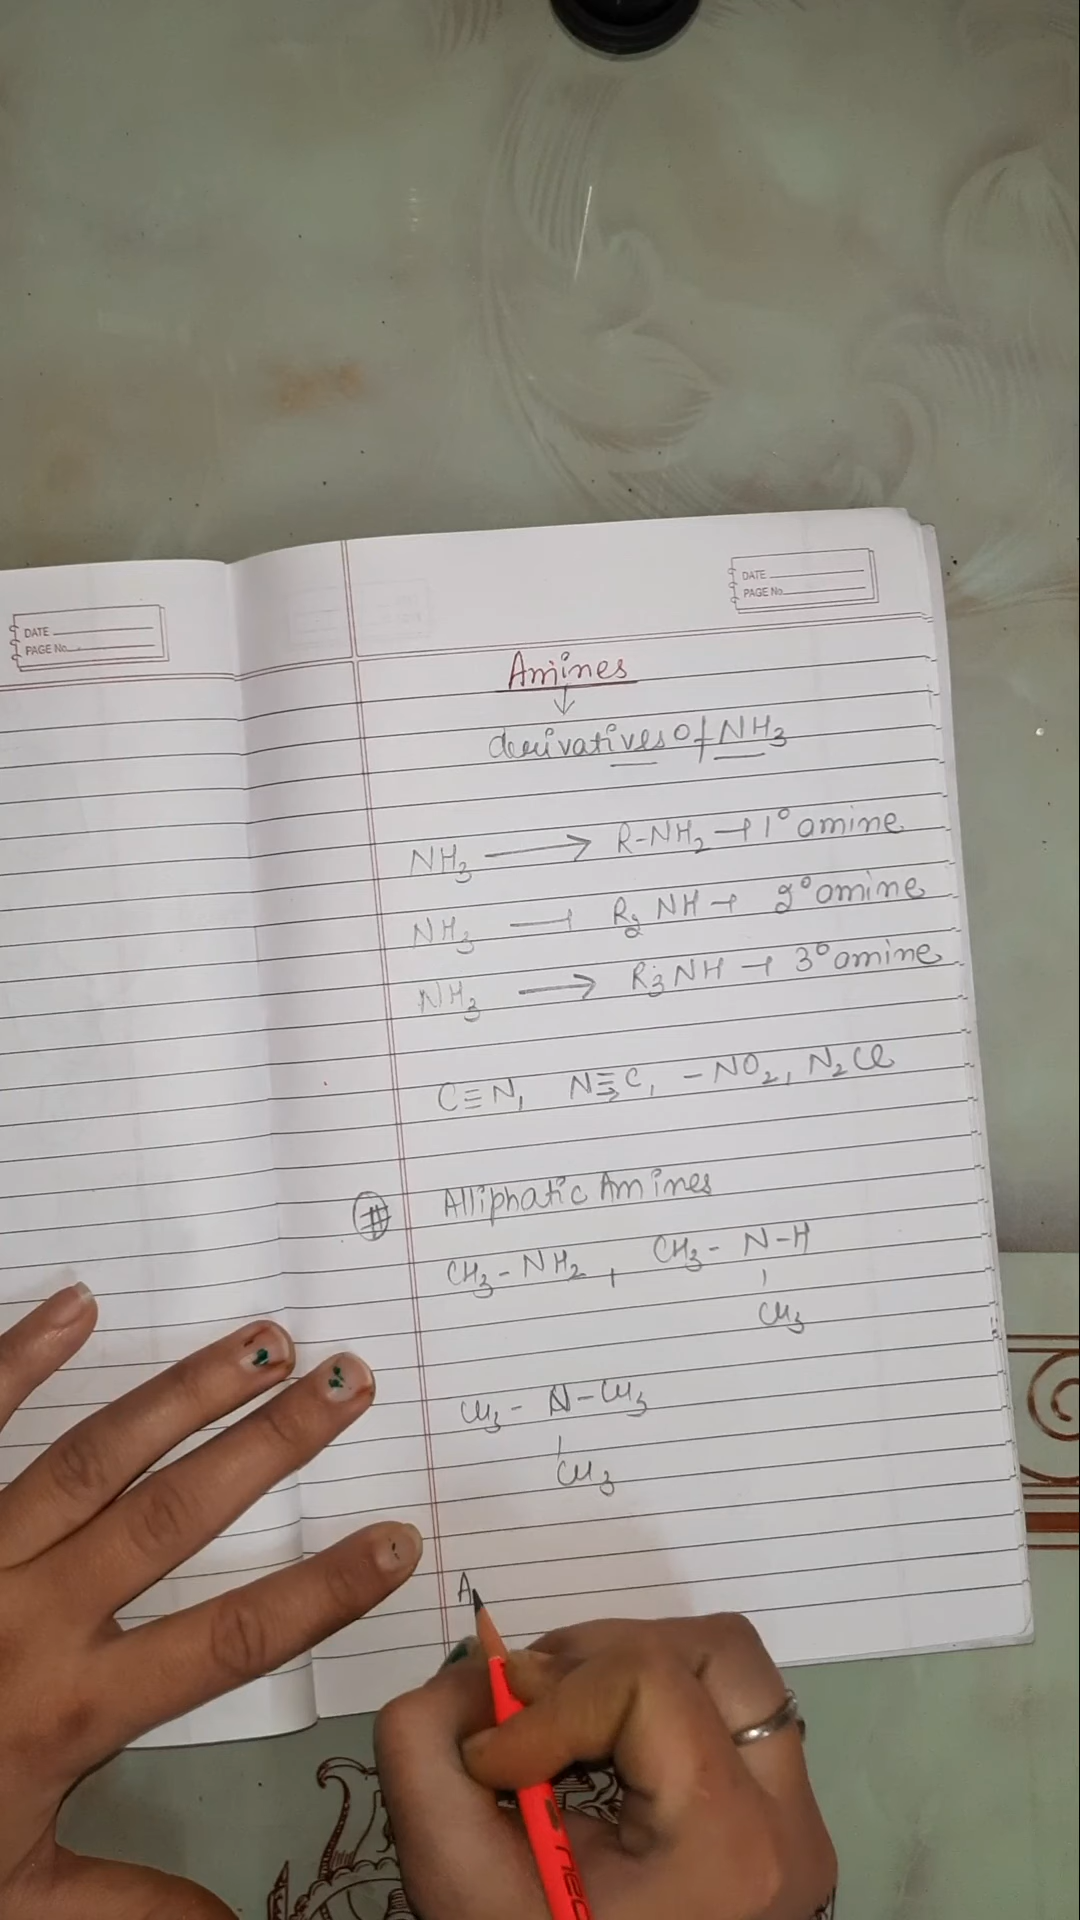 DATE
PAGE No.
DATE
PAGE No.
Amines
↓
derivatives of NH3
NH3 ⟶ R-NH2 → 1° amine
NH3 → R2 NH → 2° amine
NH3 ⟶ R3 NH → 3° amine
C≡N, N≡C, -NO2, N2Cl
# Alliphatic Amines
CH3-NH2, CH3- N-H
|
CH3
CH3- N-CH3
|
CH3
A